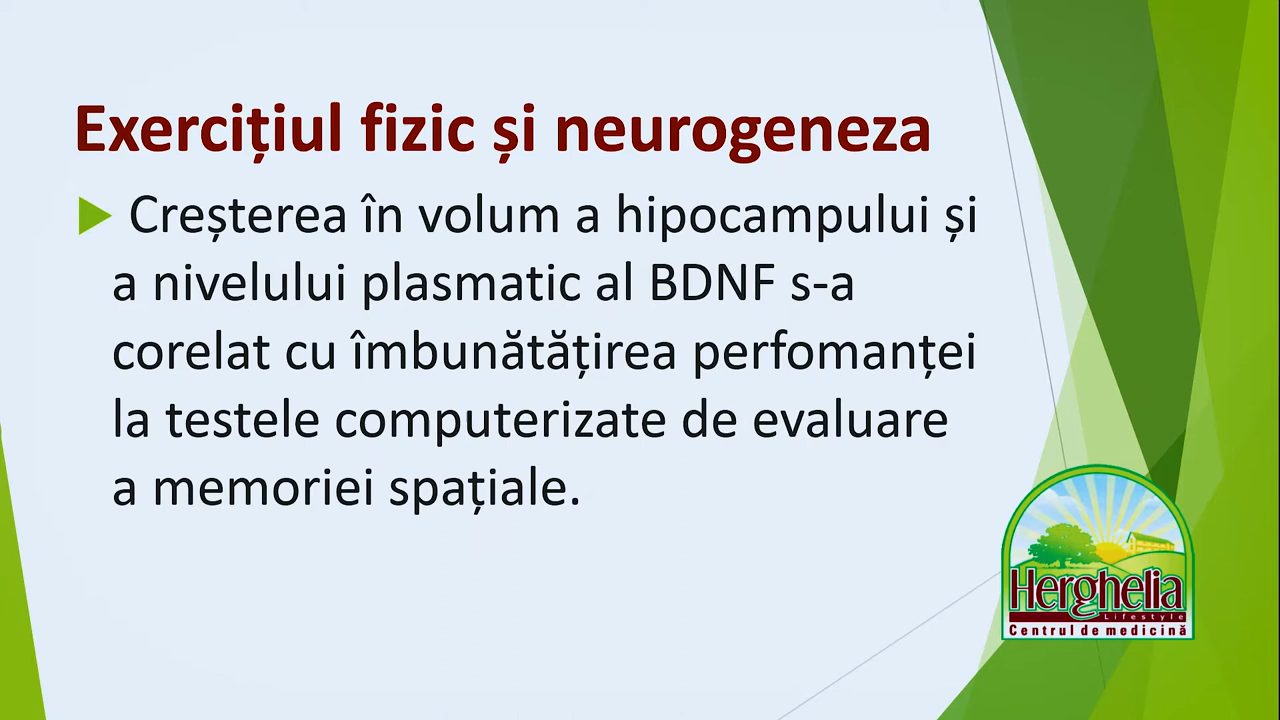 Exercițiul fizic și neurogeneza
Creșterea în volum a hipocampului și
a nivelului plasmatic al BDNF s-a
corelat cu îmbunătățirea perfomanței
la testele computerizate de evaluare
a memoriei spațiale.
Herghelia
Lifestyle
Centrul de medicină